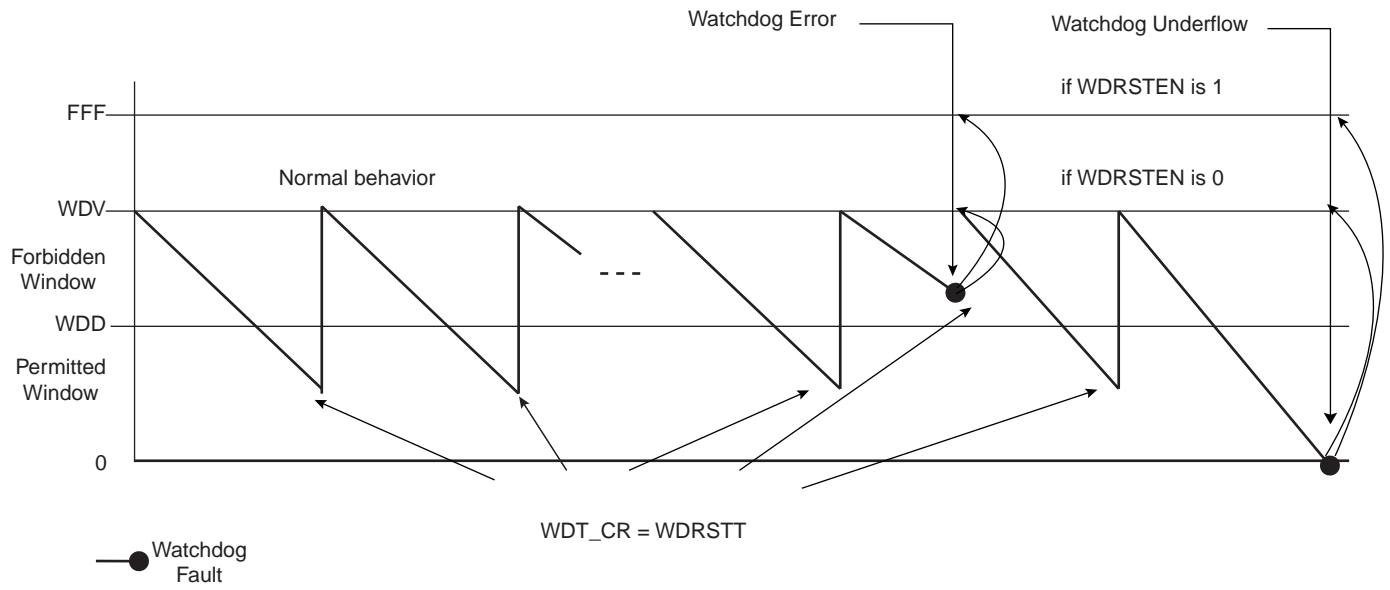 Watchdog Error
Watchdog Underflow
if WDRSTEN is 1
FFF
Normal behavior
if WDRSTEN is 0
WDV
Forbidden
Window
WDD
Permitted
Window
0
WDT_CR = WDRSTT
Watchdog
Fault